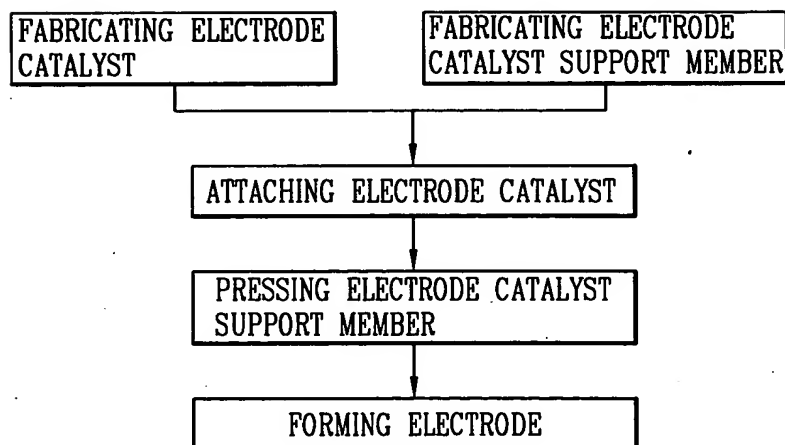 FABRICATING ELECTRODE
CATALYST
FABRICATING ELECTRODE
CATALYST SUPPORT MEMBER
ATTACHING ELECTRODE CATALYST
PRESSING ELECTRODE CATALYST
SUPPORT MEMBER
FORMING ELECTRODE